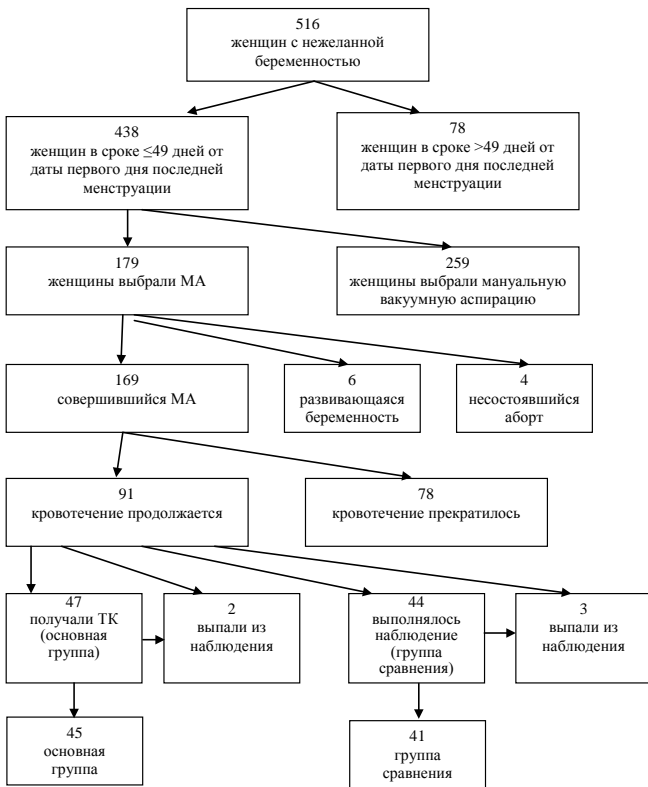 516
женщин с нежеланной
беременностью
438
женщин в сроке ≤49 дней от
даты первого дня последней
менструации
78
женщин в сроке >49 дней от
даты первого дня последней
менструации
179
женщины выбрали МА
259
женщины выбрали мануальную
вакуумную аспирацию
169
совершившийся МА
6
развивающаяся
беременность
4
несостоявшийся
аборт
91
кровотечение продолжается
78
кровотечение прекратилось
47
получали ТК
(основная
группа)
2
выпали из
наблюдения
44
выполнялось
наблюдение
(группа
сравнения)
3
выпали из
наблюдения
45
основная
группа
41
группа
сравнения